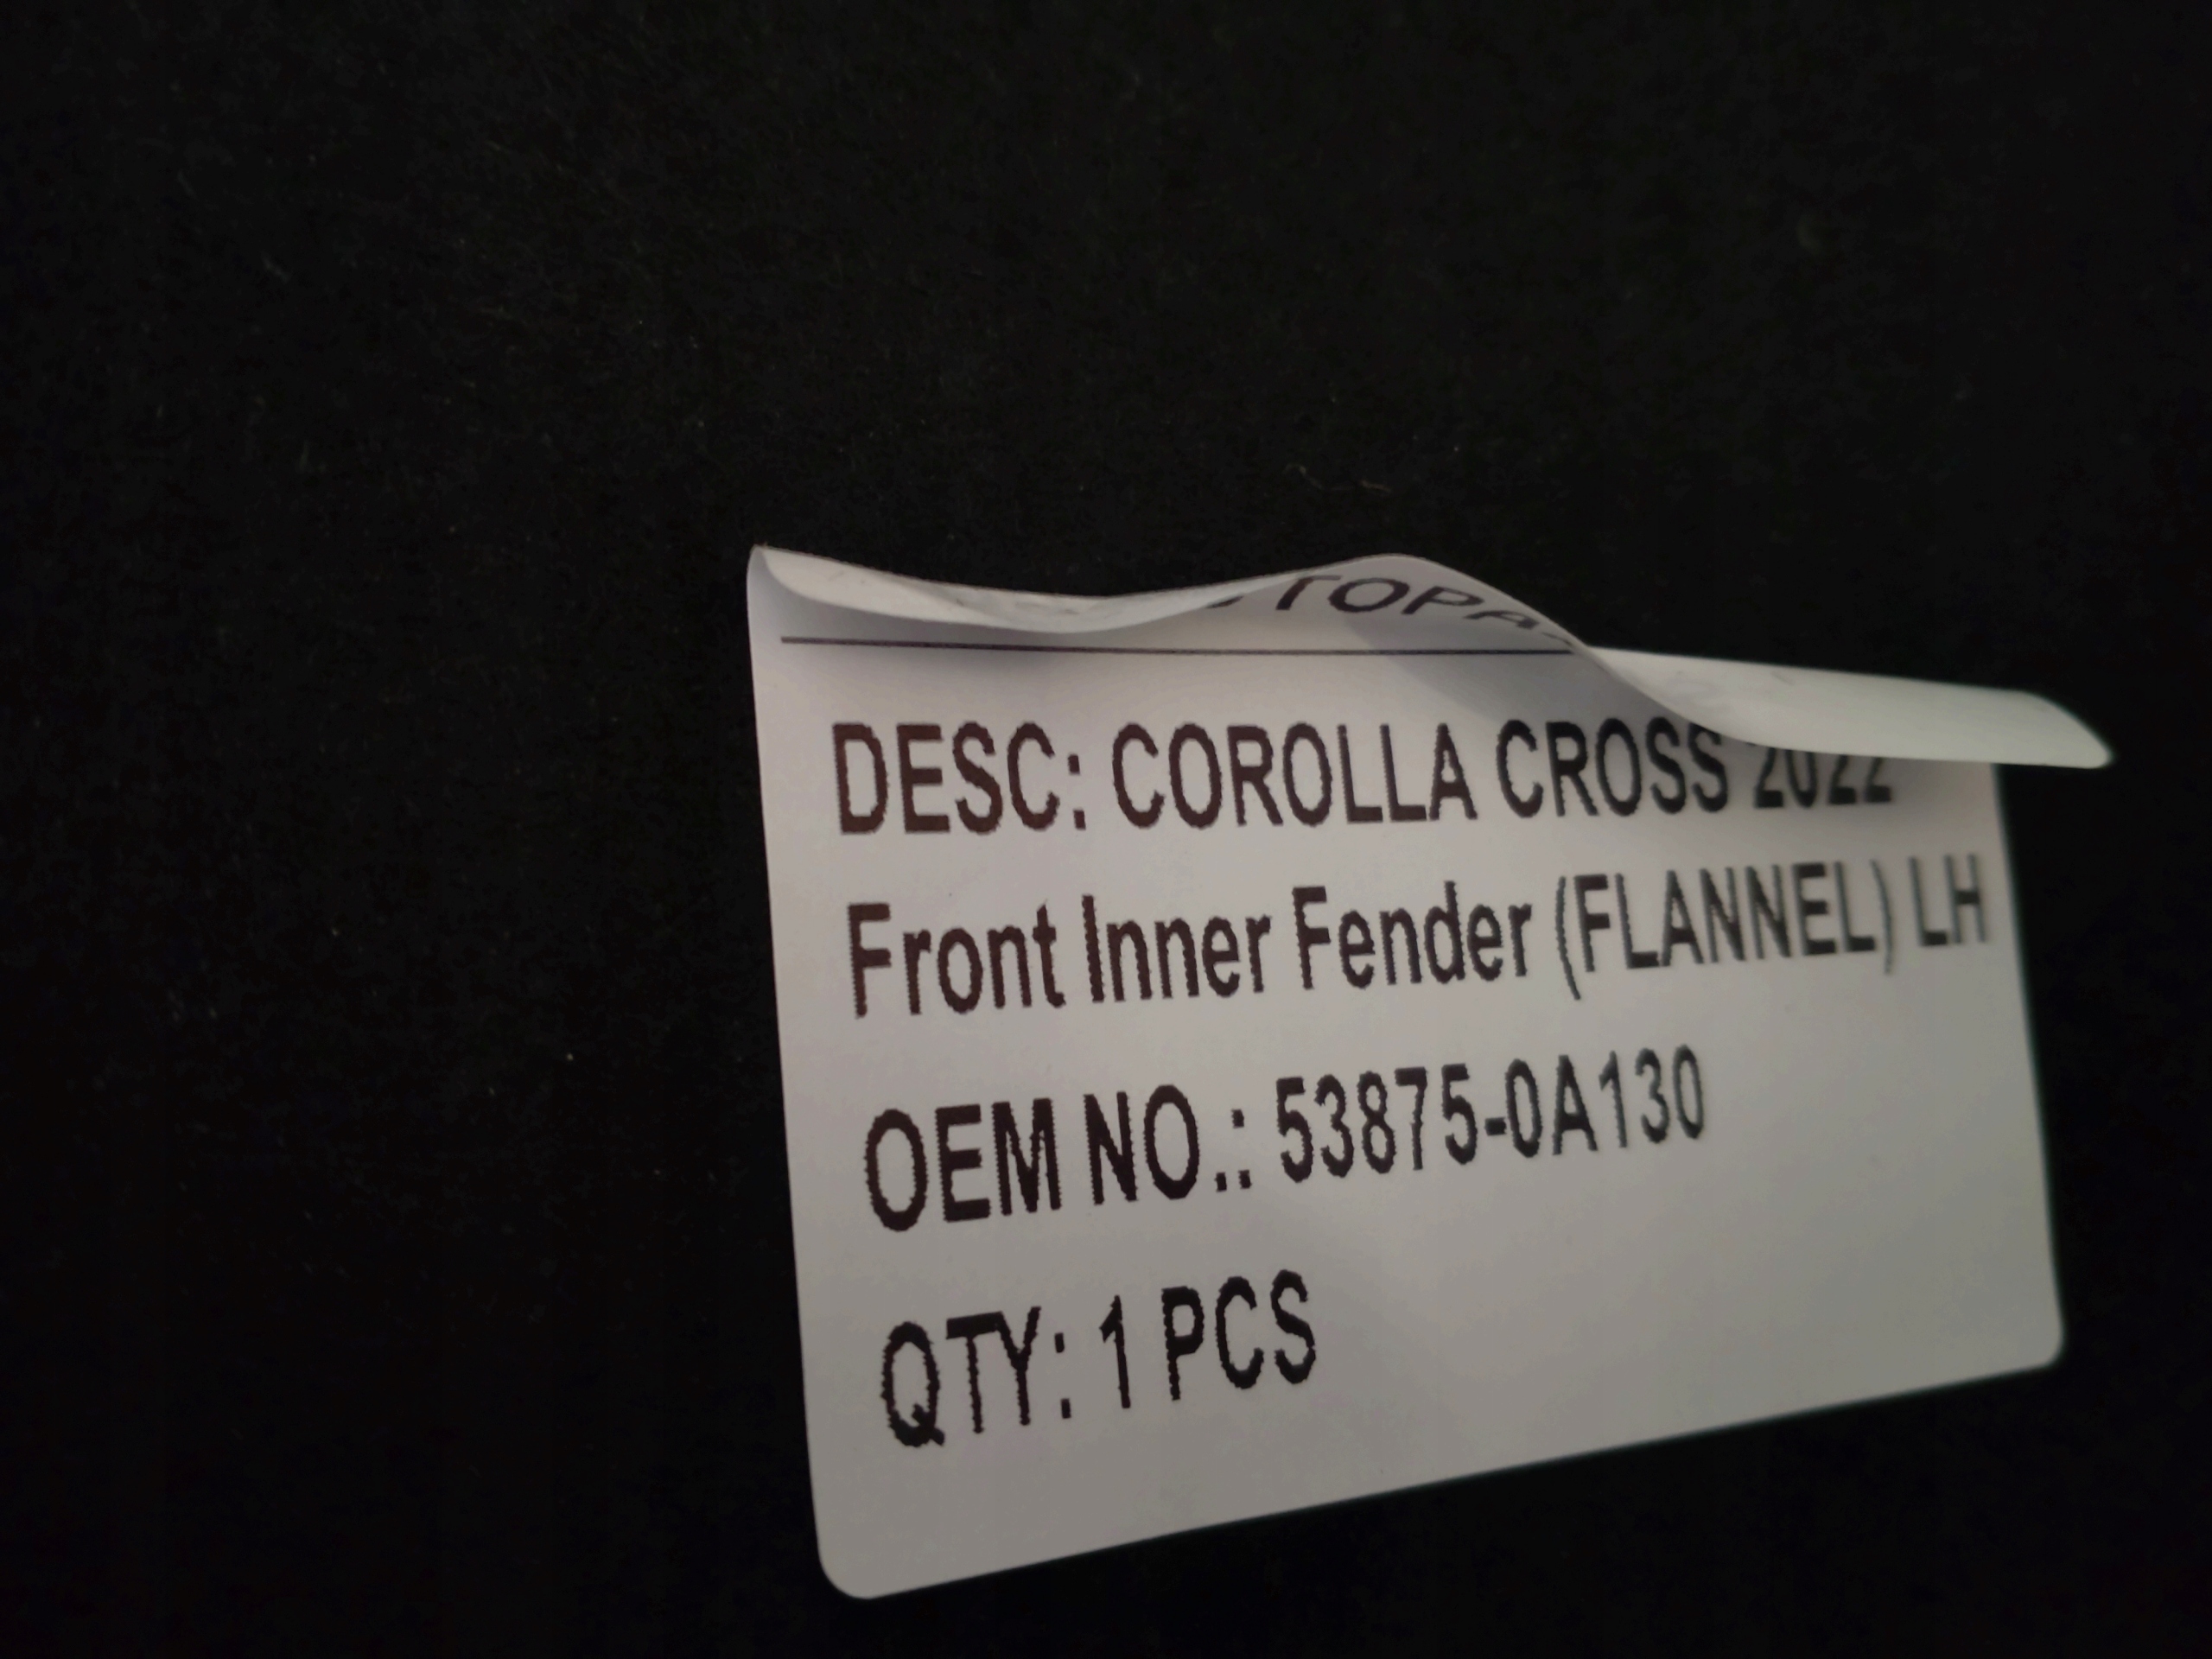 DESC: COROLLA CROSS 2022
Front Inner Fender (FLANNEL) LH
OEM NO.: 53875-0A130
QTY: 1 PCS